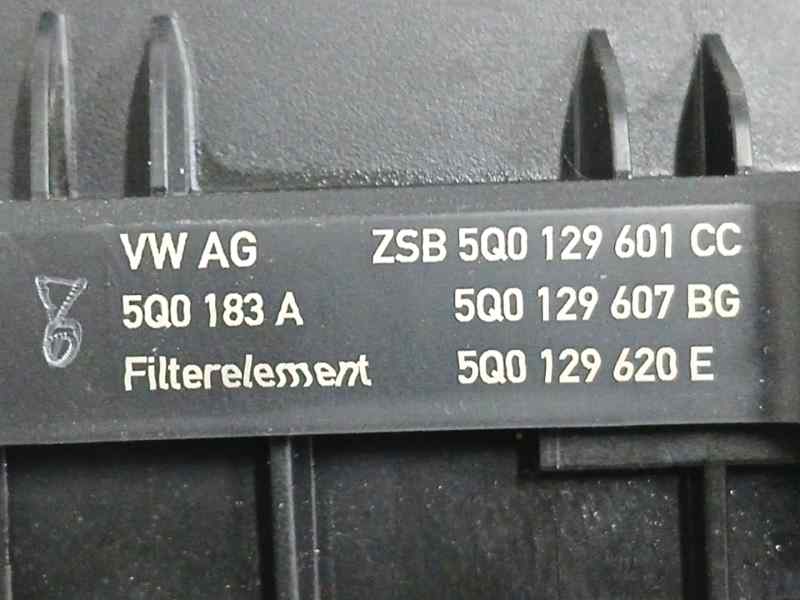 VW AG ZSB 5Q0 129 601 CC
5Q0 183 A 5Q0 129 607 BG
Filterelement 5Q0 129 620 E